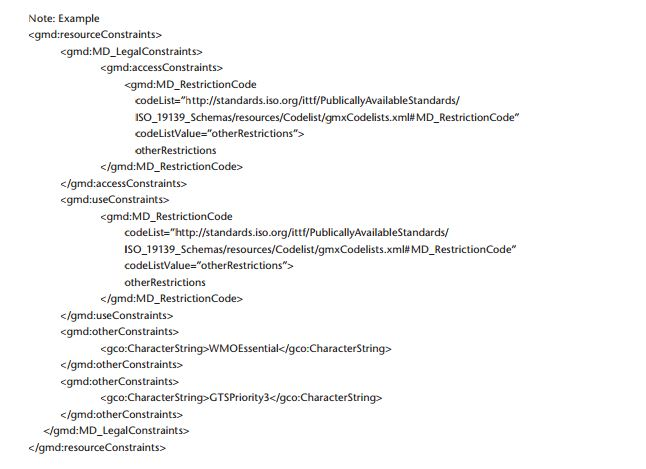 Note: Example
<gmd:resourceConstraints>
<gmd:MD_LegalConstraints>
<gmd:accessConstraints>
<gmd:MD_RestrictionCode
codeList="http://standards.iso.org/ittf/PublicallyAvailableStandards/
ISO_19139_Schemas/resources/Codelist/gmxCodelists.xml#MD_RestrictionCode"
codeListValue="otherRestrictions">
otherRestrictions
</gmd:MD_RestrictionCode>
</gmd:accessConstraints>
<gmd:useConstraints>
<gmd:MD_RestrictionCode
codeList="http://standards.iso.org/ittf/PublicallyAvailableStandards/
ISO_19139_Schemas/resources/Codelist/gmxCodelists.xml#MD_RestrictionCode"
codeListValue="otherRestrictions">
otherRestrictions
</gmd:MD_RestrictionCode>
</gmd:useConstraints>
<gmd:otherConstraints>
<gco:CharacterString>WMOEssential</gco:CharacterString>
</gmd:otherConstraints>
<gmd:otherConstraints>
<gco:CharacterString>GTSPriority3</gco:CharacterString>
</gmd:otherConstraints>
</gmd:MD_LegalConstraints>
</gmd:resourceConstraints>